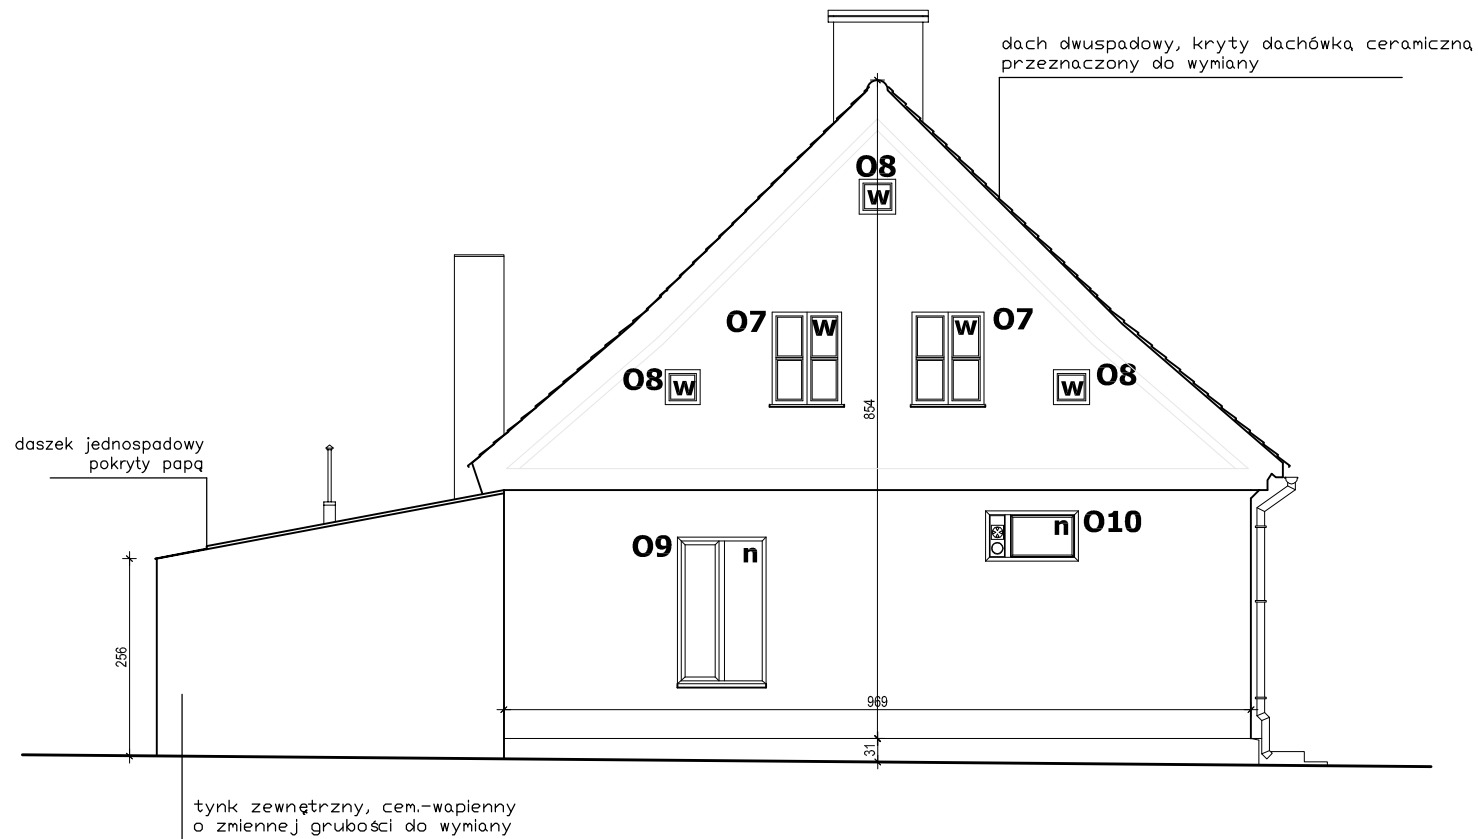 dach dwuspadowy, kryty dachówką ceramiczną
przeznaczony do wymiany
O8
w
O7
w
w
O7
O8
w
w
O8
854
daszek jednospadowy
pokryty papą
O9
n
n
O10
256
969
31
tynk zewnętrzny, cem.-wapienny
o zmiennej grubości do wymiany